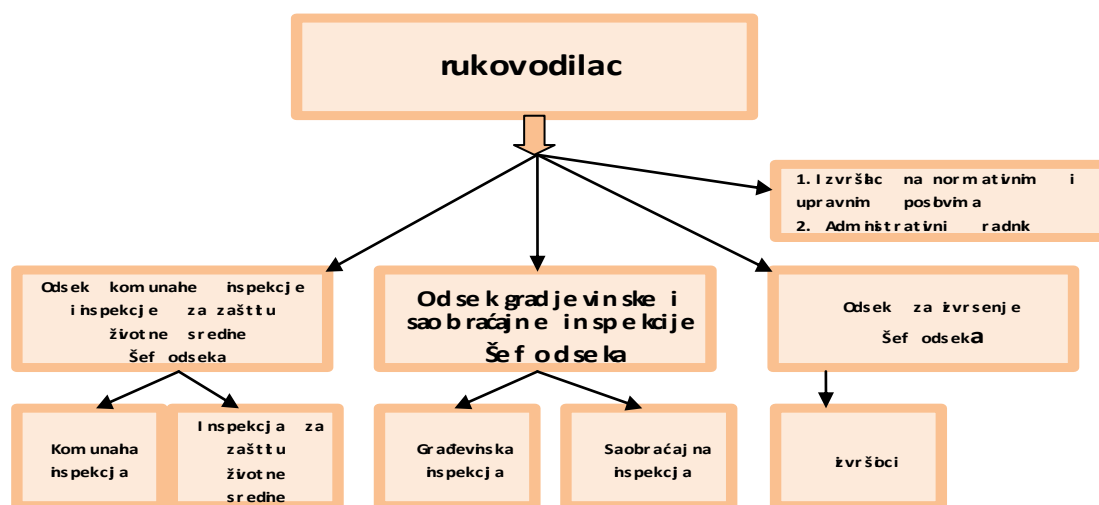 rukovodilac
1. Izvršilac na normativnim i
upravnim poslovima
2. Administrativni radnik
Odsek komunalne inspekcije
i inspekcije za zaštitu
životne sredine
Šef odseka
Odsek gradjevinske i
saobraćajne inspekcije
Šef odseka
Odsek za izvrsenje
Šef odseka
Komunalna
inspekcija
Inspekcija za
zaštitu
životne
sredine
Građevinska
inspekcija
Saobraćajna
inspekcija
izvršioci